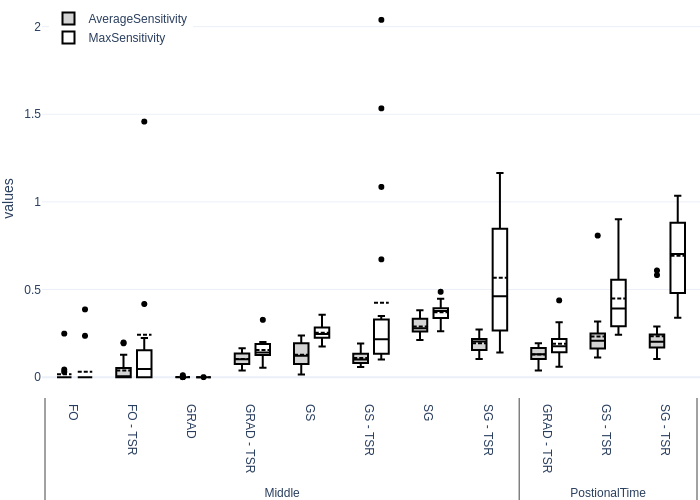 AverageSensitivity
MaxSensitivity
values
2
1.5
1
0.5
0
FO
FO - TSR
GRAD
GRAD - TSR
GS
GS - TSR
SG
SG - TSR
GRAD - TSR
GS - TSR
SG - TSR
Middle
PostionalTime